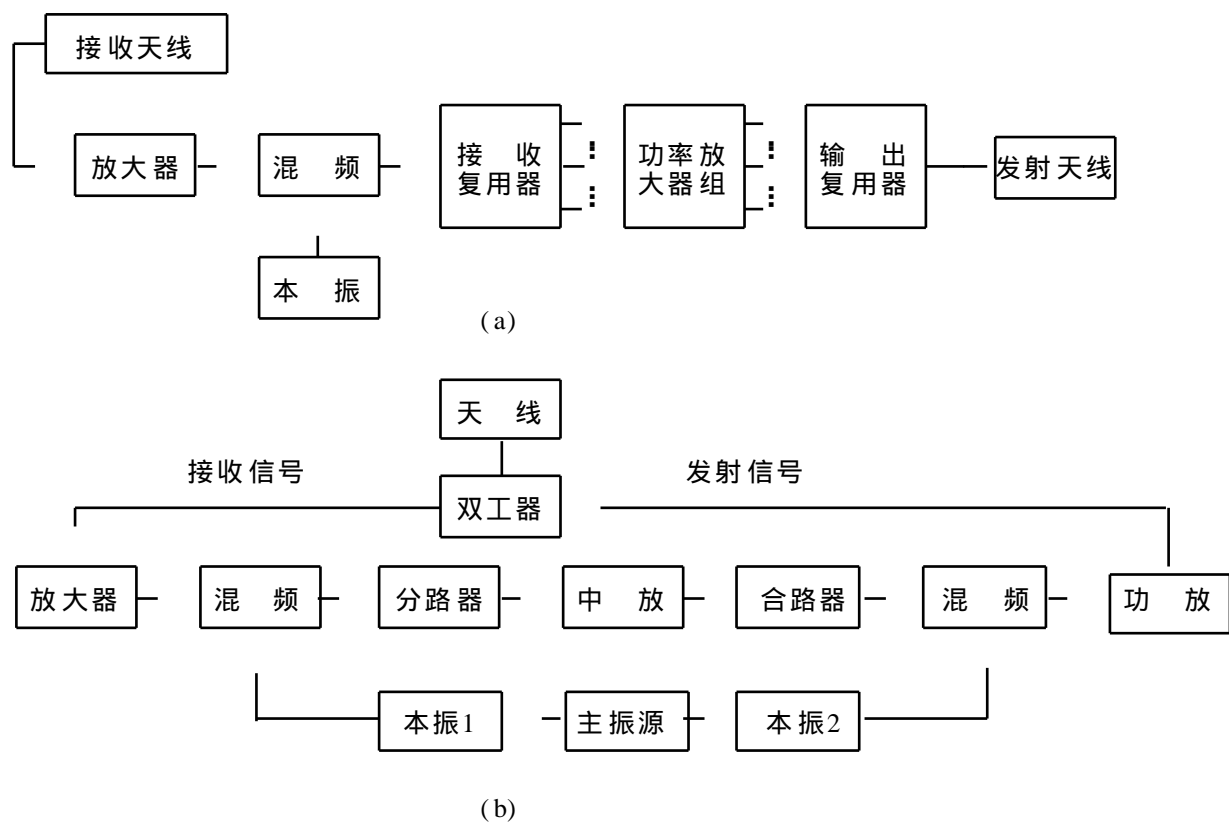 接收天线
放大器
混 频
接 收
复用器
功率放
大器组
输 出
复用器
发射天线
本 振
(a)
天 线
接收信号
发射信号
双工器
放大器
混 频
分路器
中 放
合路器
混 频
功 放
本振1
主振源
本振2
(b)